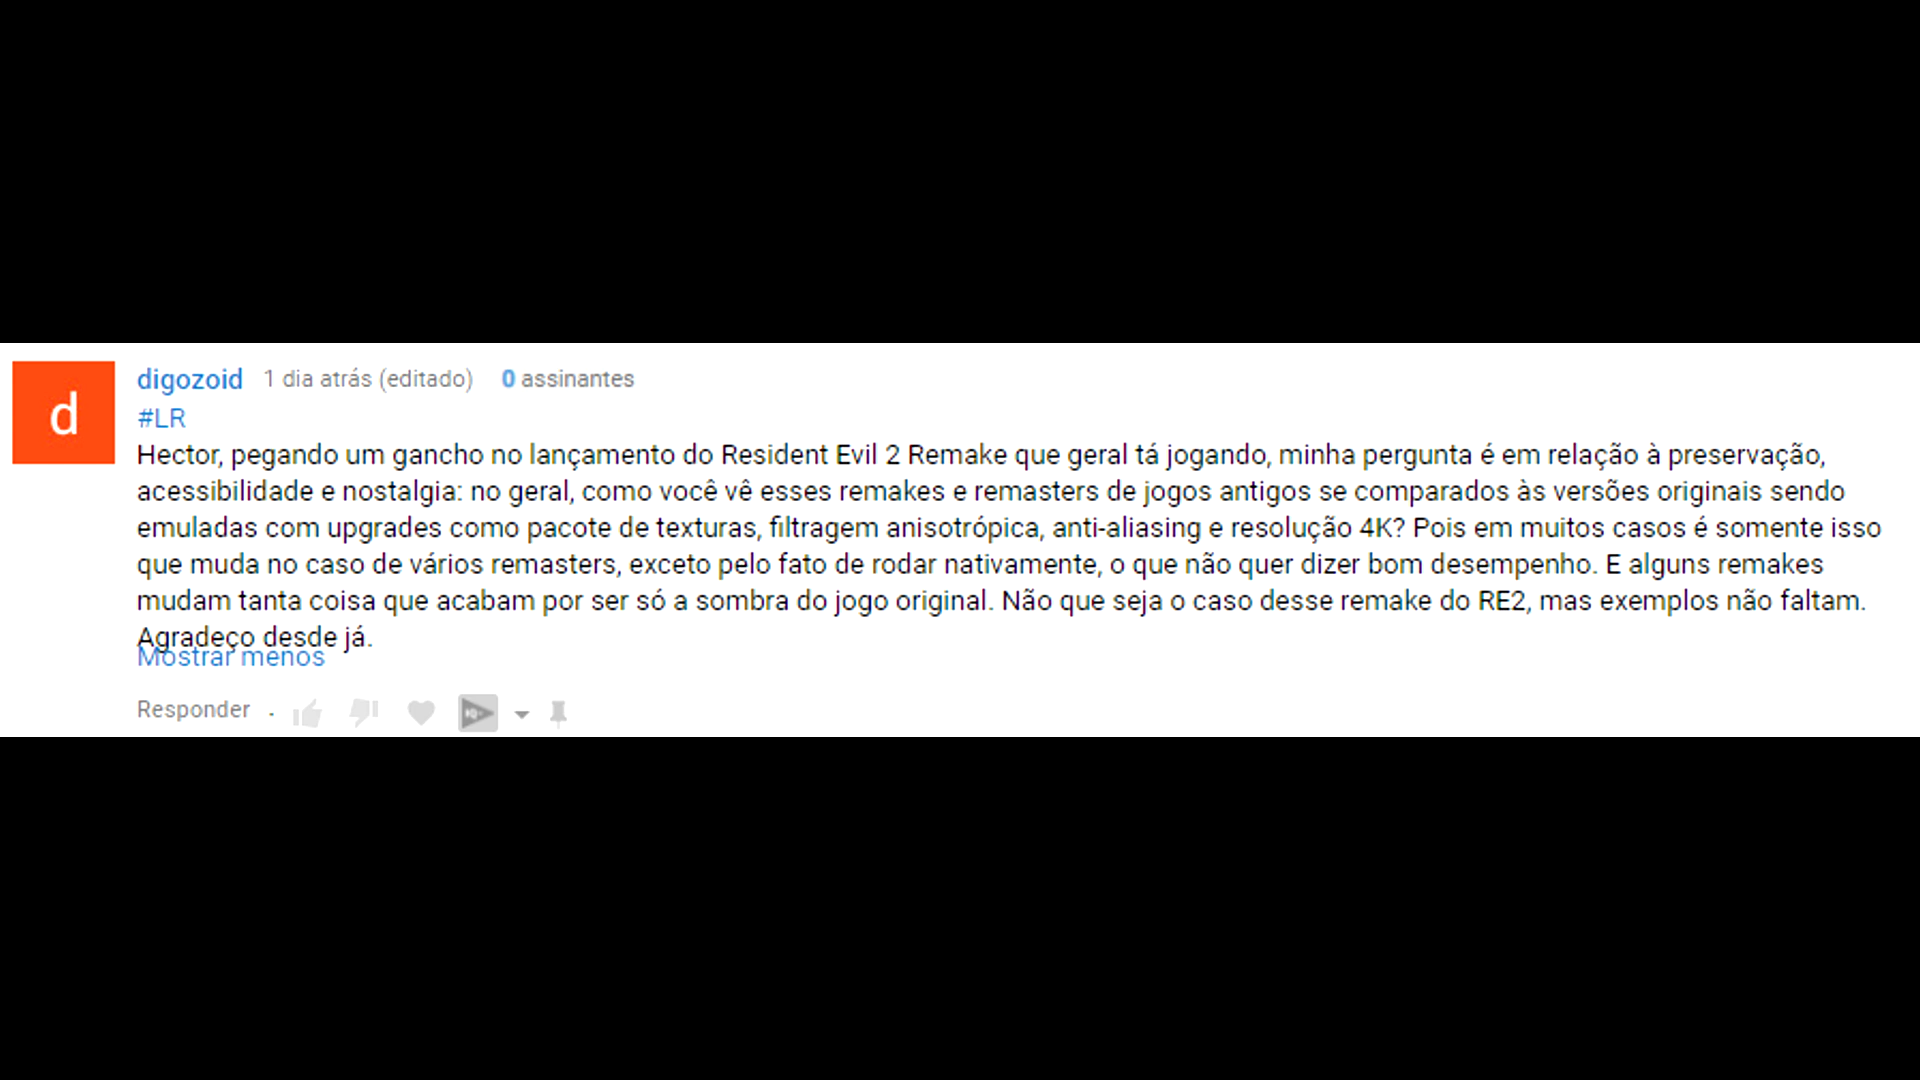 d
digozoid 1 dia atrás (editado) 0 assinantes
#LR
Hector, pegando um gancho no lançamento do Resident Evil 2 Remake que geral tá jogando, minha pergunta é em relação à preservação,
acessibilidade e nostalgia: no geral, como você vê esses remakes e remasters de jogos antigos se comparados às versões originais sendo
emuladas com upgrades como pacote de texturas, filtragem anisotrópica, anti-aliasing e resolução 4K? Pois em muitos casos é somente isso
que muda no caso de vários remasters, exceto pelo fato de rodar nativamente, o que não quer dizer bom desempenho. E alguns remakes
mudam tanta coisa que acabam por ser só a sombra do jogo original. Não que seja o caso desse remake do RE2, mas exemplos não faltam.
Agradeço desde já.
Mostrar menos
Responder